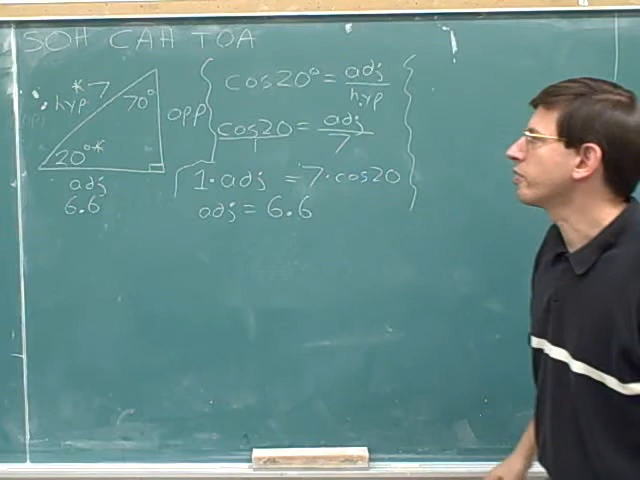 SOH CAH TOA
* 7
hyp
70°
opp
20°*
adj
6.6
cos20° = adj
hyp
cos20 = adj
1 7
1·adj = 7·cos20
adj = 6.6